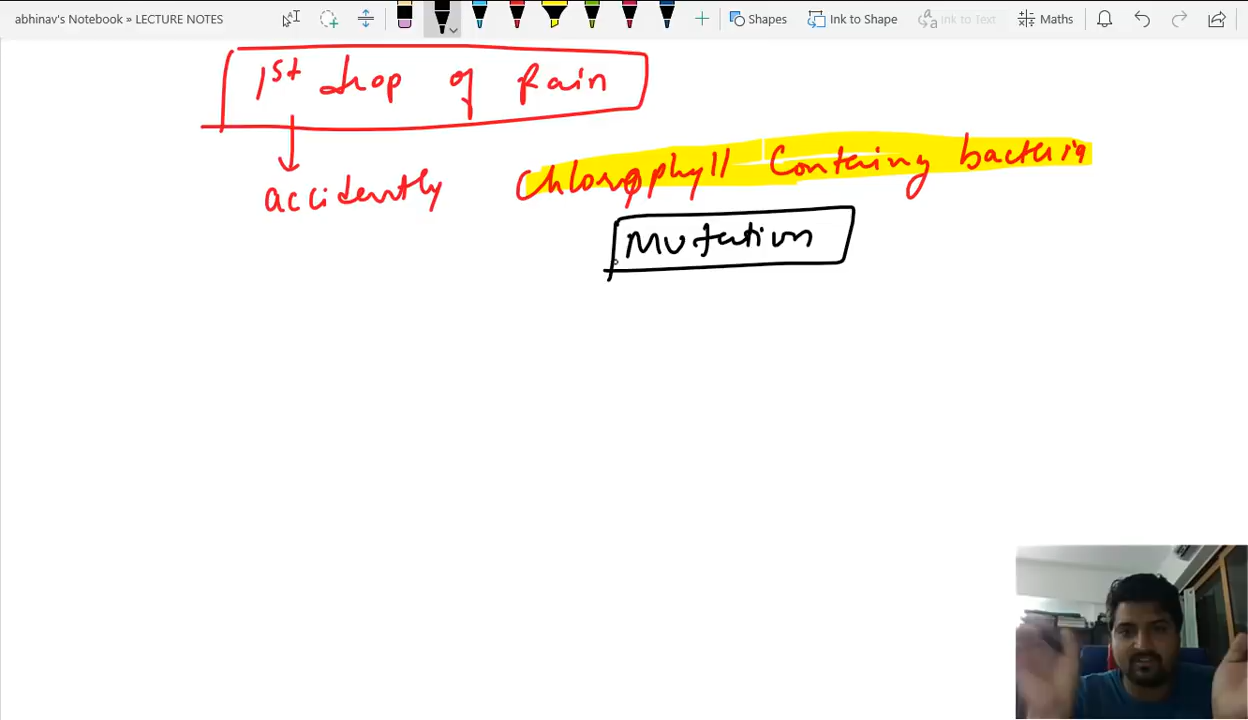 abhinav's Notebook » LECTURE NOTES Shapes Ink to Shape Ink to Text Maths
1st drop of Rain
accidently Chlorophyll Containing bacteria
Mutation